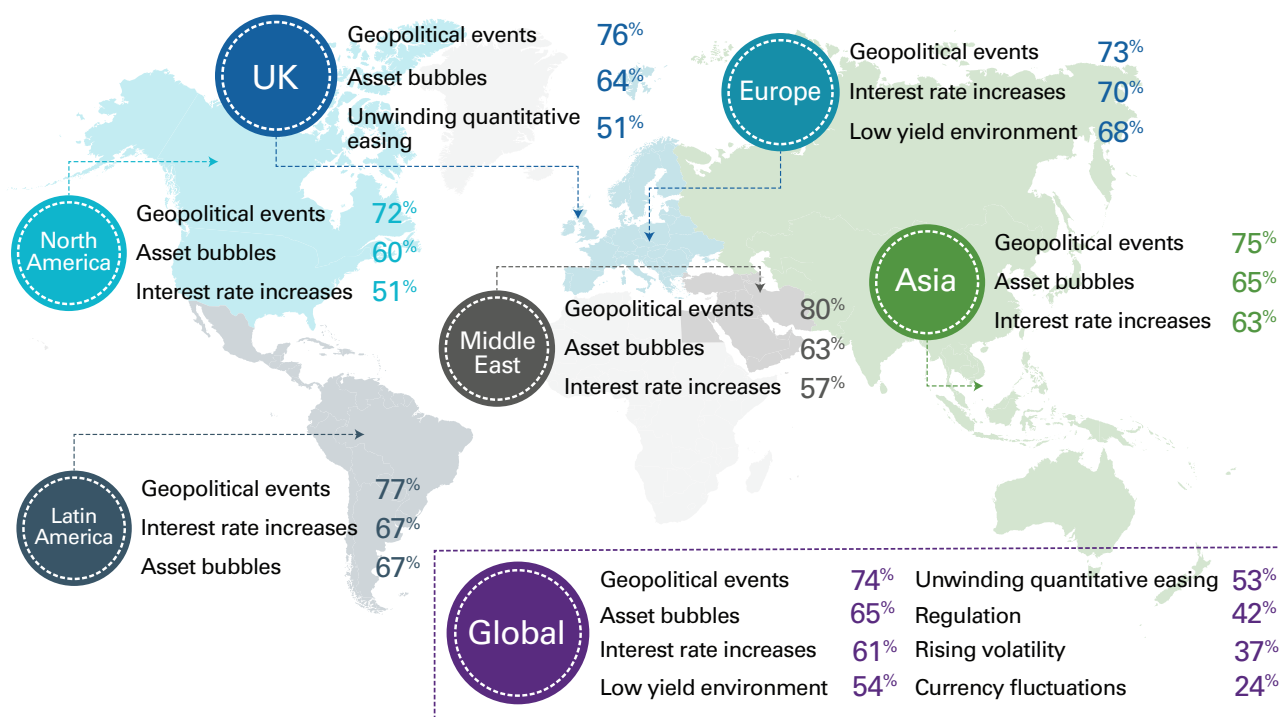 UK
Geopolitical events 76%
Asset bubbles 64%
Unwinding quantitative
easing 51%
Europe
Geopolitical events 73%
Interest rate increases 70%
Low yield environment 68%
North
America
Geopolitical events 72%
Asset bubbles 60%
Interest rate increases 51%
Middle
East
Geopolitical events 80%
Asset bubbles 63%
Interest rate increases 57%
Asia
Geopolitical events 75%
Asset bubbles 65%
Interest rate increases 63%
Latin
America
Geopolitical events 77%
Interest rate increases 67%
Asset bubbles 67%
Global
Geopolitical events 74%
Asset bubbles 65%
Interest rate increases 61%
Low yield environment 54%
Unwinding quantitative easing 53%
Regulation 42%
Rising volatility 37%
Currency fluctuations 24%